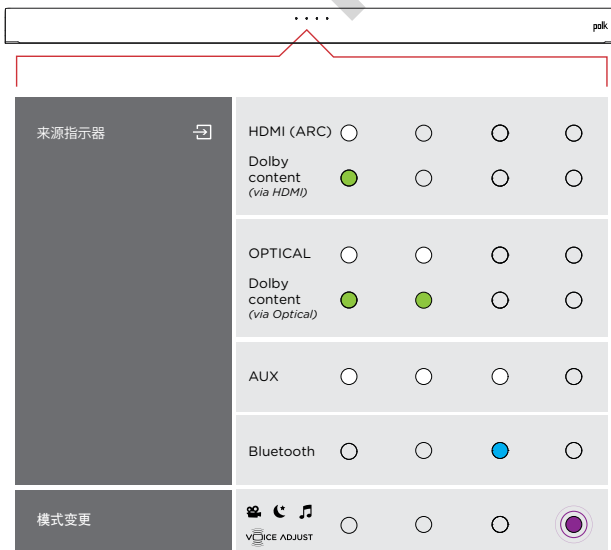 polk
来源指示器
HDMI (ARC)
Dolby
content
(via HDMI)
OPTICAL
Dolby
content
(via Optical)
AUX
Bluetooth
模式变更
VOICE ADJUST